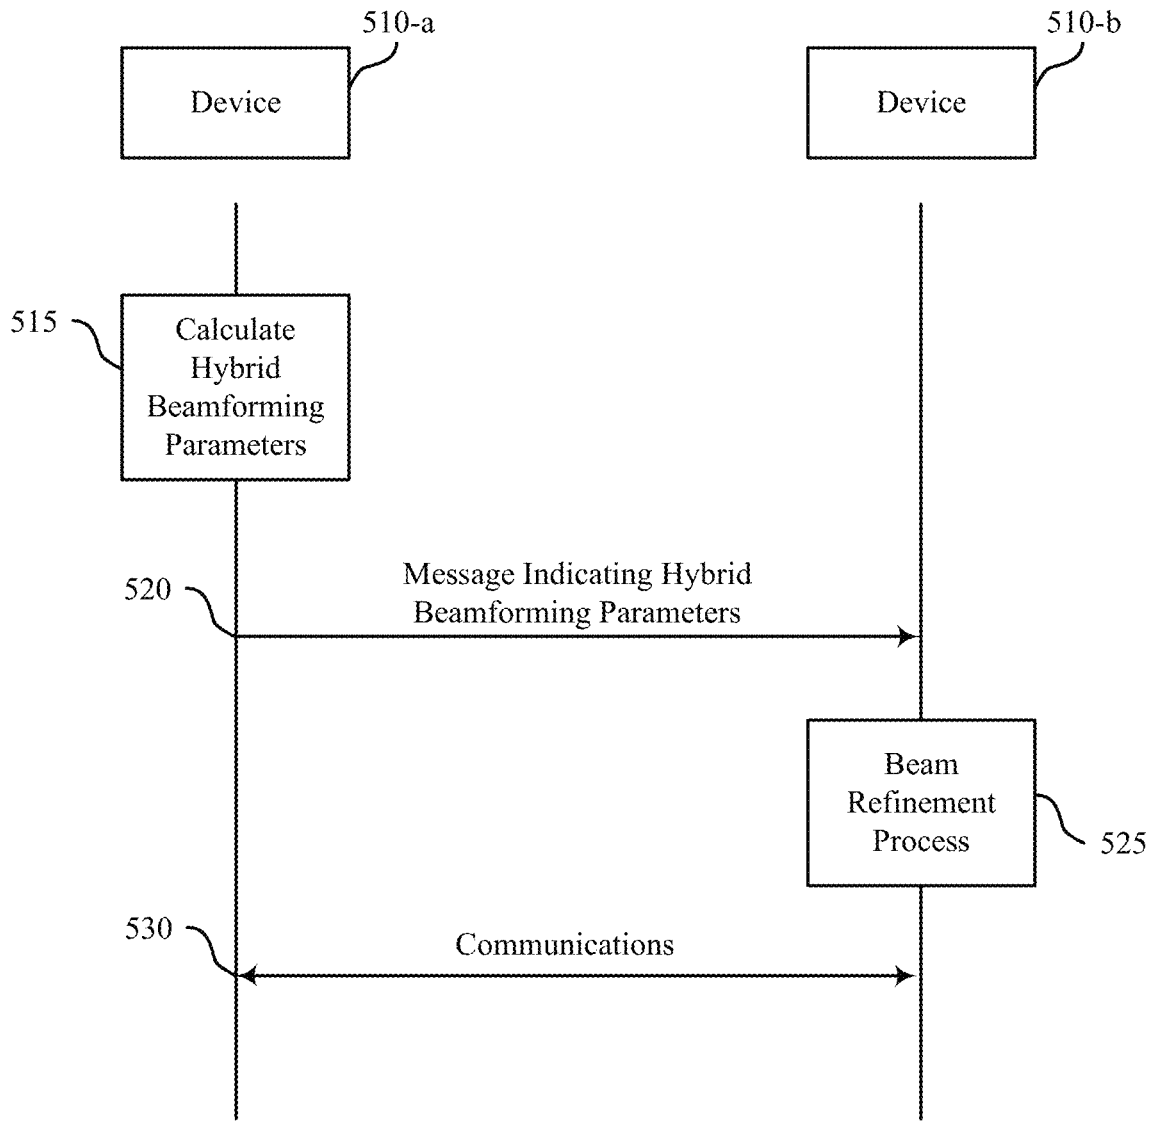 510-a
510-b
Device
Device
515
Calculate
Hybrid
Beamforming
Parameters
520
Message Indicating Hybrid
Beamforming Parameters
Beam
Refinement
Process
525
530
Communications